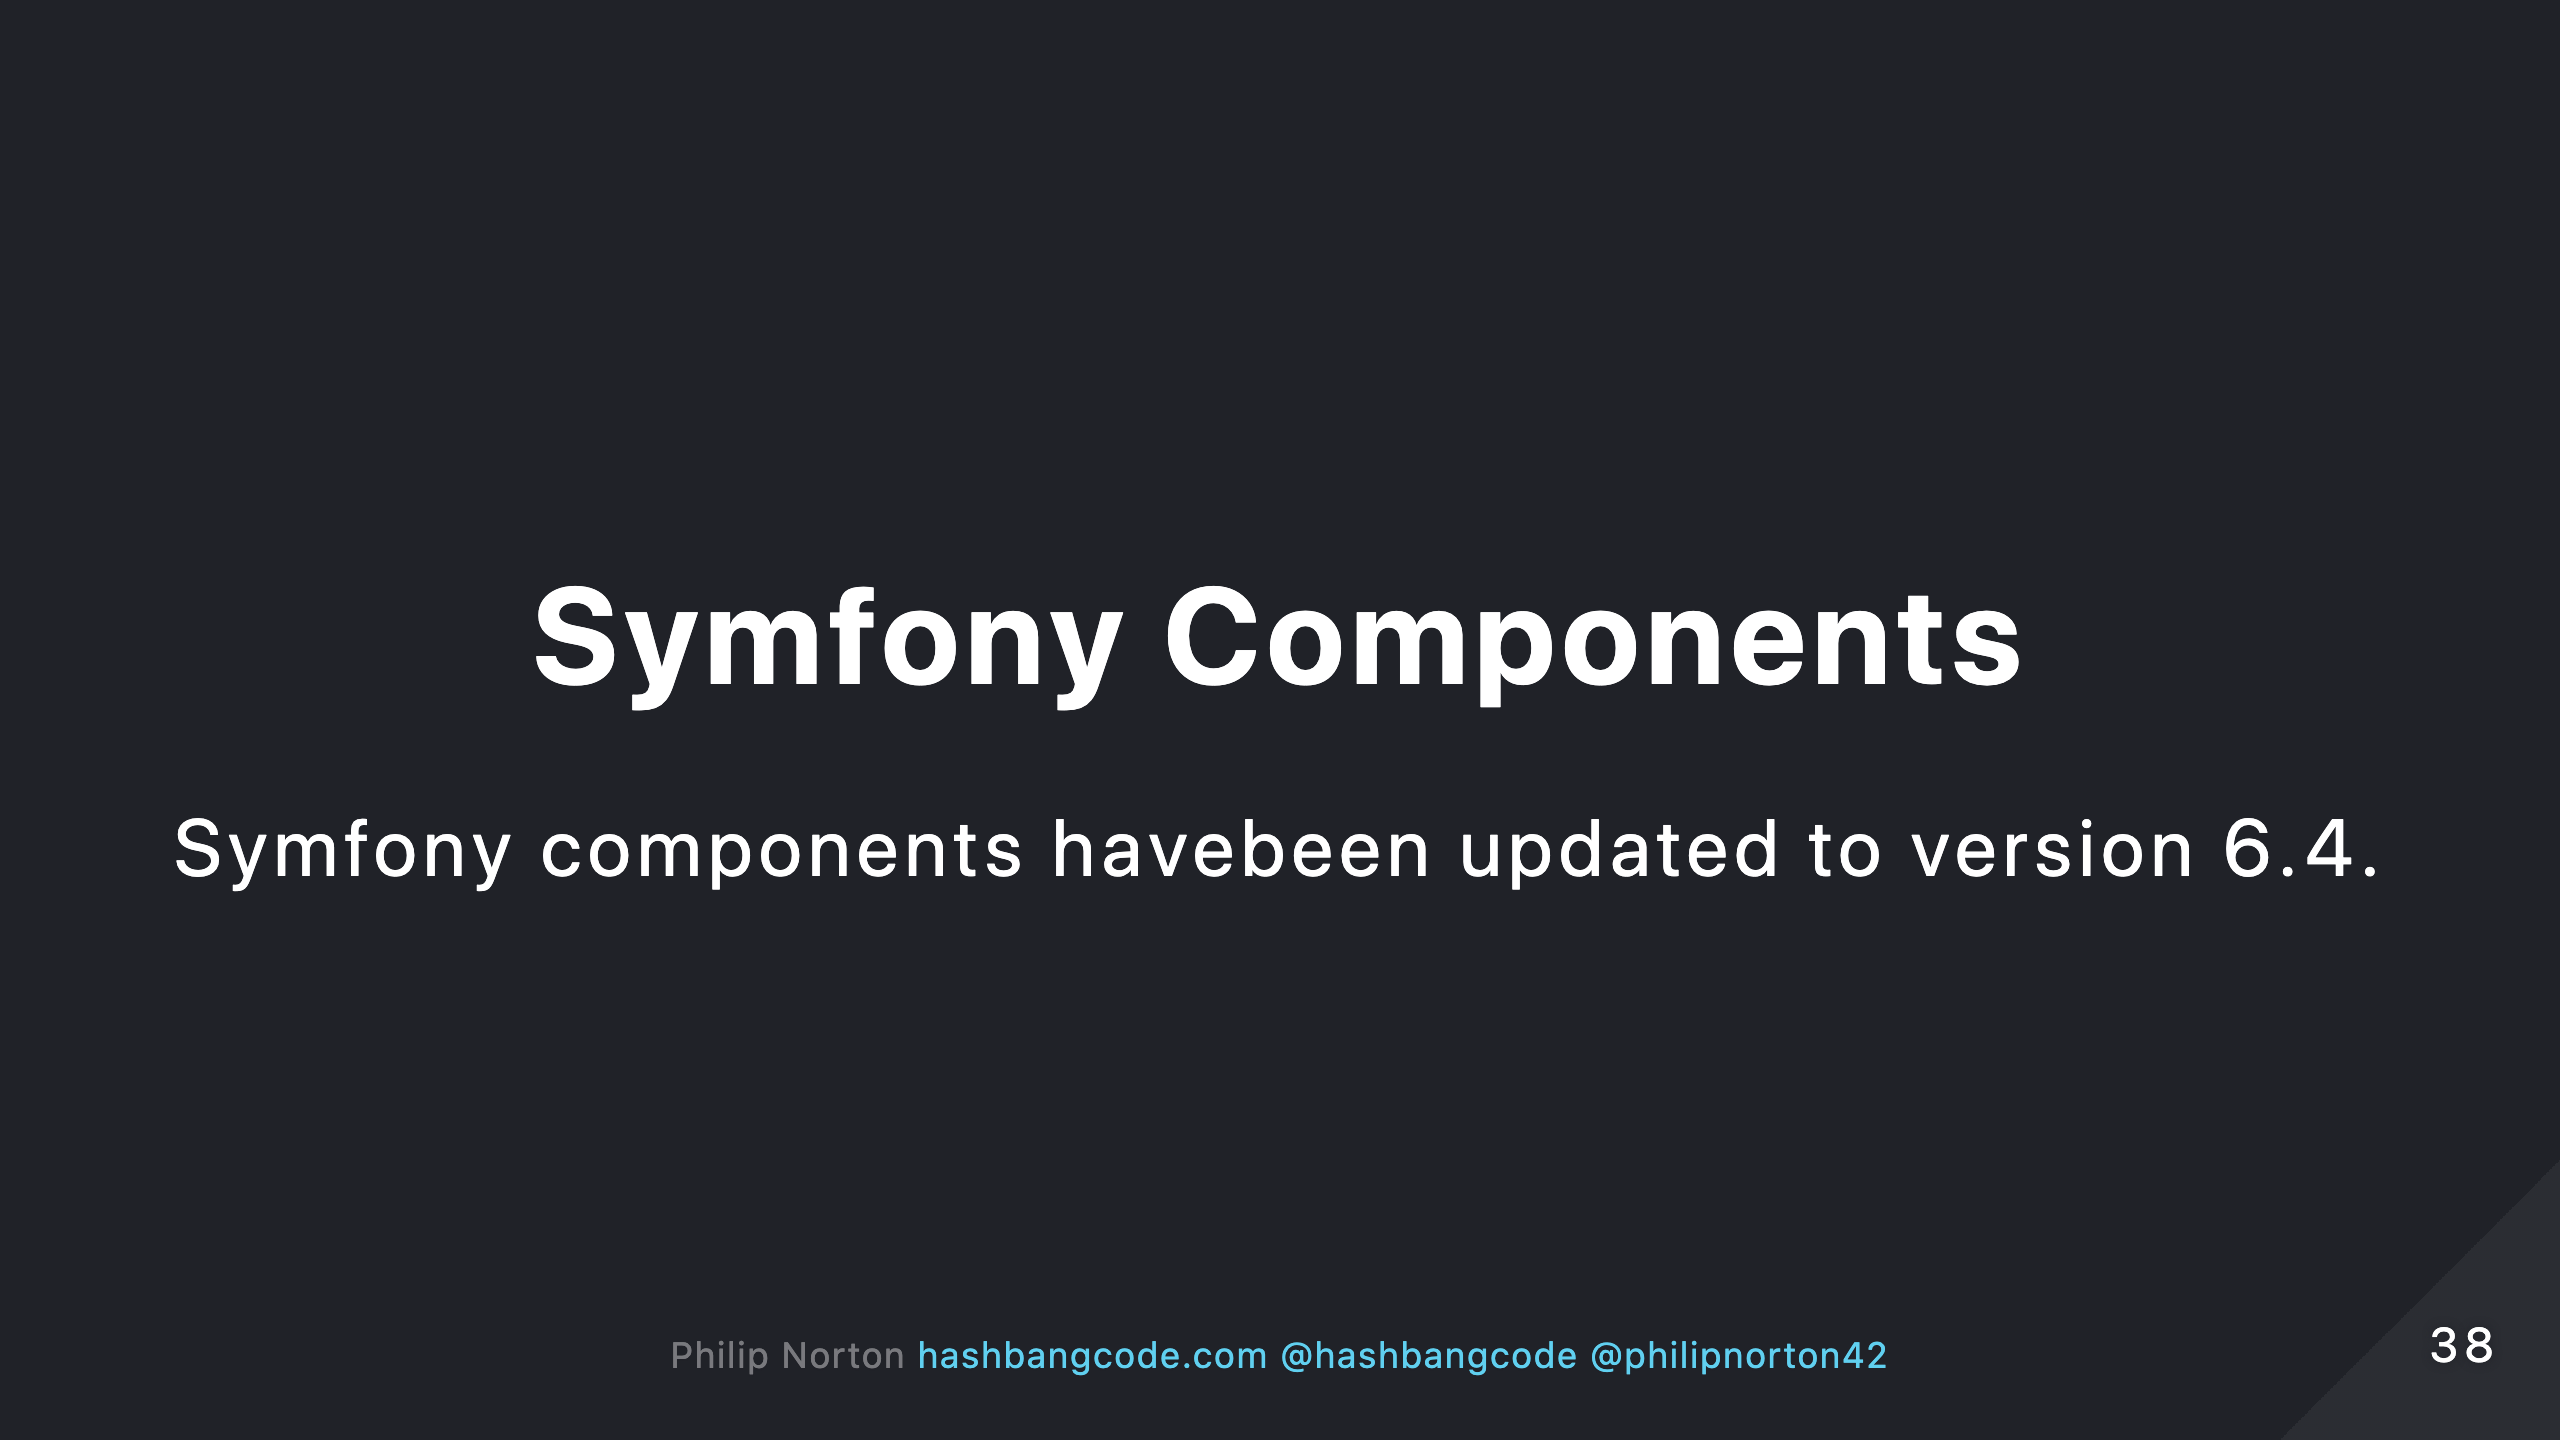 Symfony Components
Symfony components havebeen updated to version 6.4.
Philip Norton hashbangcode.com @hashbangcode @philipnorton42
38